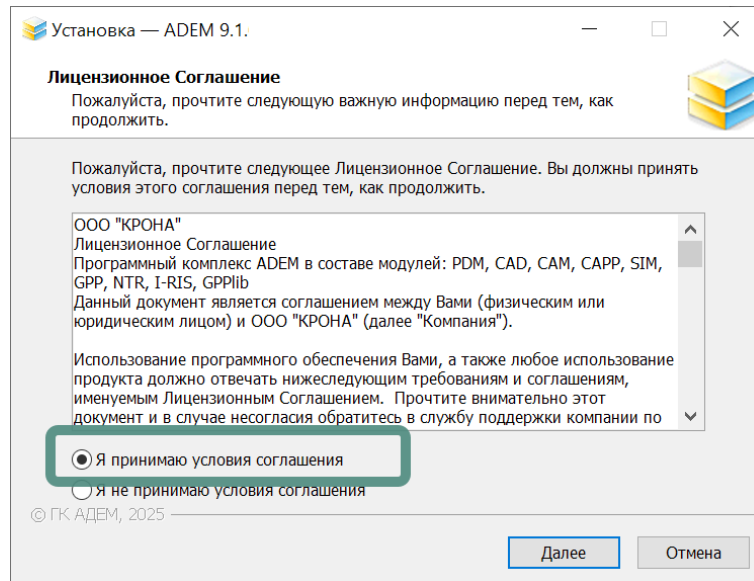 Установка — ADEM 9.1.
Лицензионное Соглашение
Пожалуйста, прочтите следующую важную информацию перед тем, как
продолжить.
Пожалуйста, прочтите следующее Лицензионное Соглашение. Вы должны принять
условия этого соглашения перед тем, как продолжить.
ООО "КРОНА"
Лицензионное Соглашение
Программный комплекс ADEM в составе модулей: PDM, CAD, CAM, CAPP, SIM,
GPP, NTR, I-RIS, GPPlib
Данный документ является соглашением между Вами (физическим или
юридическим лицом) и ООО "КРОНА" (далее "Компания").
Использование программного обеспечения Вами, а также любое использование
продукта должно отвечать нижеследующим требованиям и соглашениям,
именуемым Лицензионным Соглашением.  Прочтите внимательно этот
документ и в случае несогласия обратитесь в службу поддержки компании по
Я принимаю условия соглашения
Я не принимаю условия соглашения
© ГК АДЕМ, 2025
Далее
Отмена